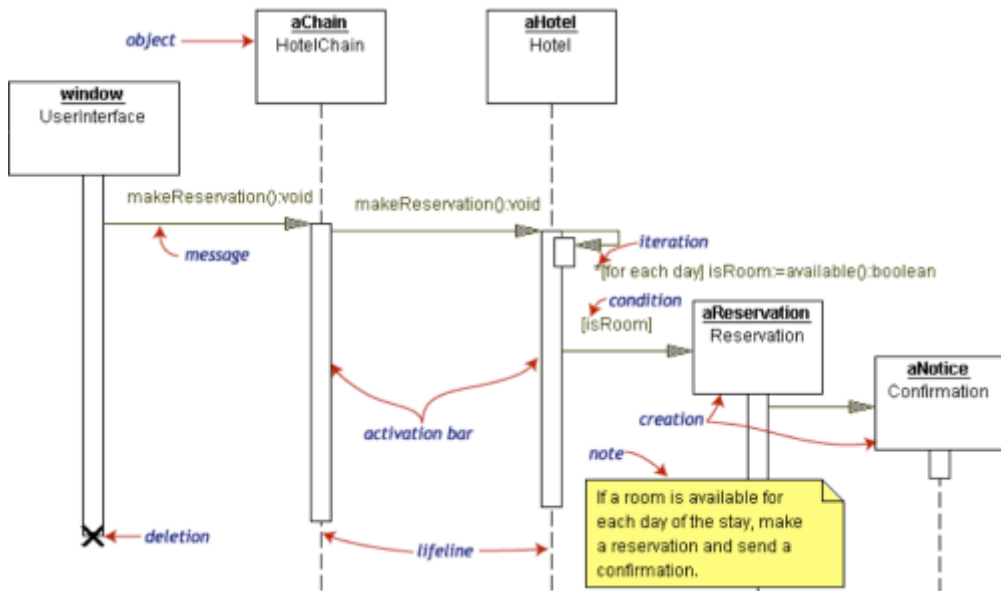 aChain
HotelChain
aHotel
Hotel
object
window
UserInterface
makeReservation():void
makeReservation():void
message
iteration
*[for each day] isRoom:=available():boolean
condition
[isRoom]
aReservation
Reservation
aNotice
Confirmation
activation bar
creation
note
If a room is available for
each day of the stay, make
a reservation and send a
confirmation.
deletion
lifeline